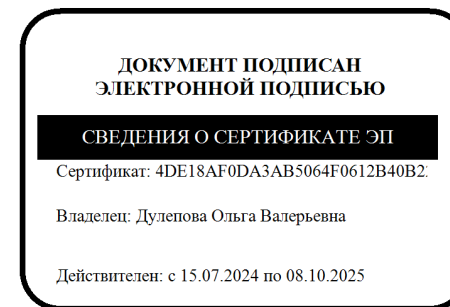 ДОКУМЕНТ ПОДПИСАН
ЭЛЕКТРОННОЙ ПОДПИСЬЮ
СВЕДЕНИЯ О СЕРТИФИКАТЕ ЭП
Сертификат: 4DE18AF0DA3AB5064F0612B40B2
Владелец: Дулепова Ольга Валерьевна
Действителен: с 15.07.2024 по 08.10.2025